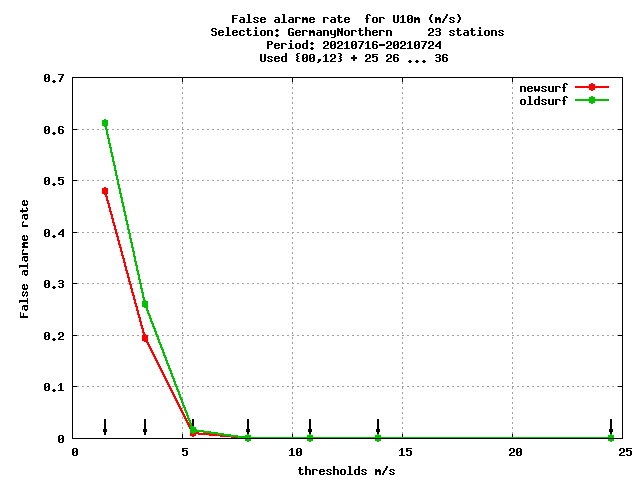 False alarme rate  for U10m (m/s)
Selection: GermanyNorthern     23 stations
Period: 20210716-20210724
Used {00,12} + 25 26 ... 36
newsurf
oldsurf
0.7
0.6
0.5
0.4
0.3
0.2
0.1
0
False alarme rate
0 5 10 15 20 25
thresholds m/s